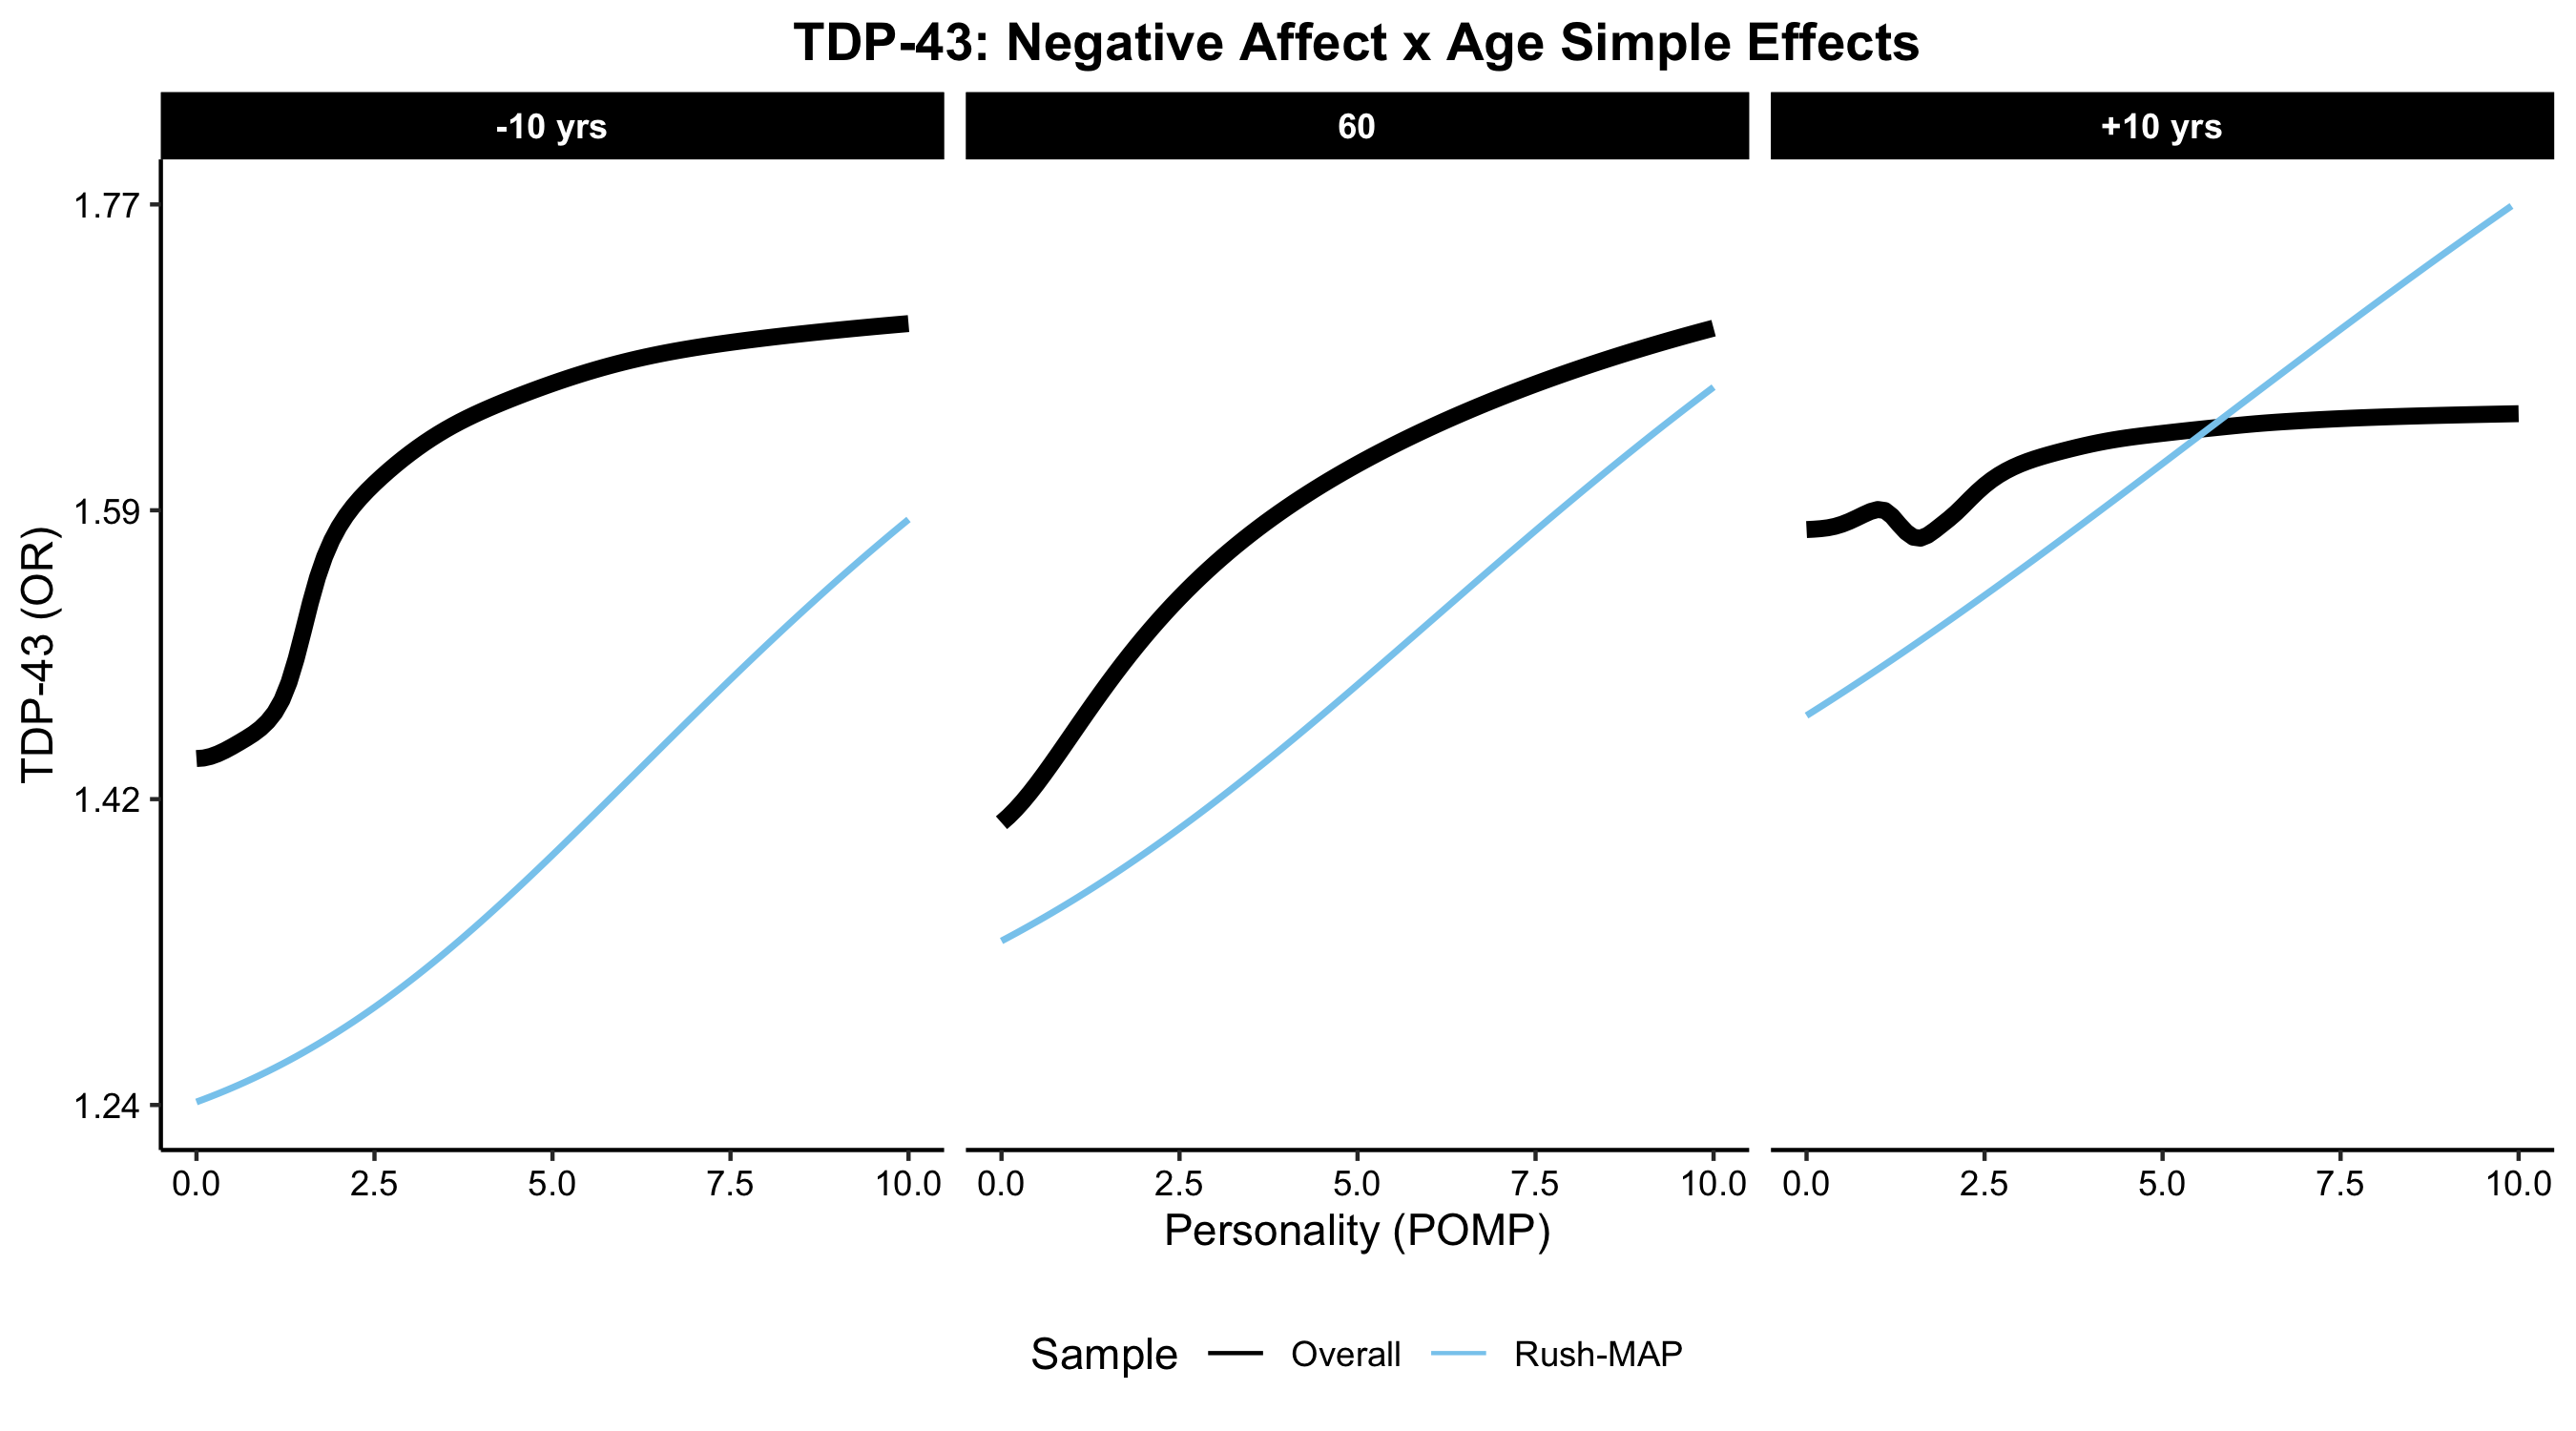 TDP-43: Negative Affect x Age Simple Effects
-10 yrs
60
+10 yrs
TDP-43 (OR)
1.77
1.59
1.42
1.24
0.0 2.5 5.0 7.5 10.0
0.0 2.5 5.0 7.5 10.0
0.0 2.5 5.0 7.5 10.0
Personality (POMP)
Sample Overall Rush-MAP